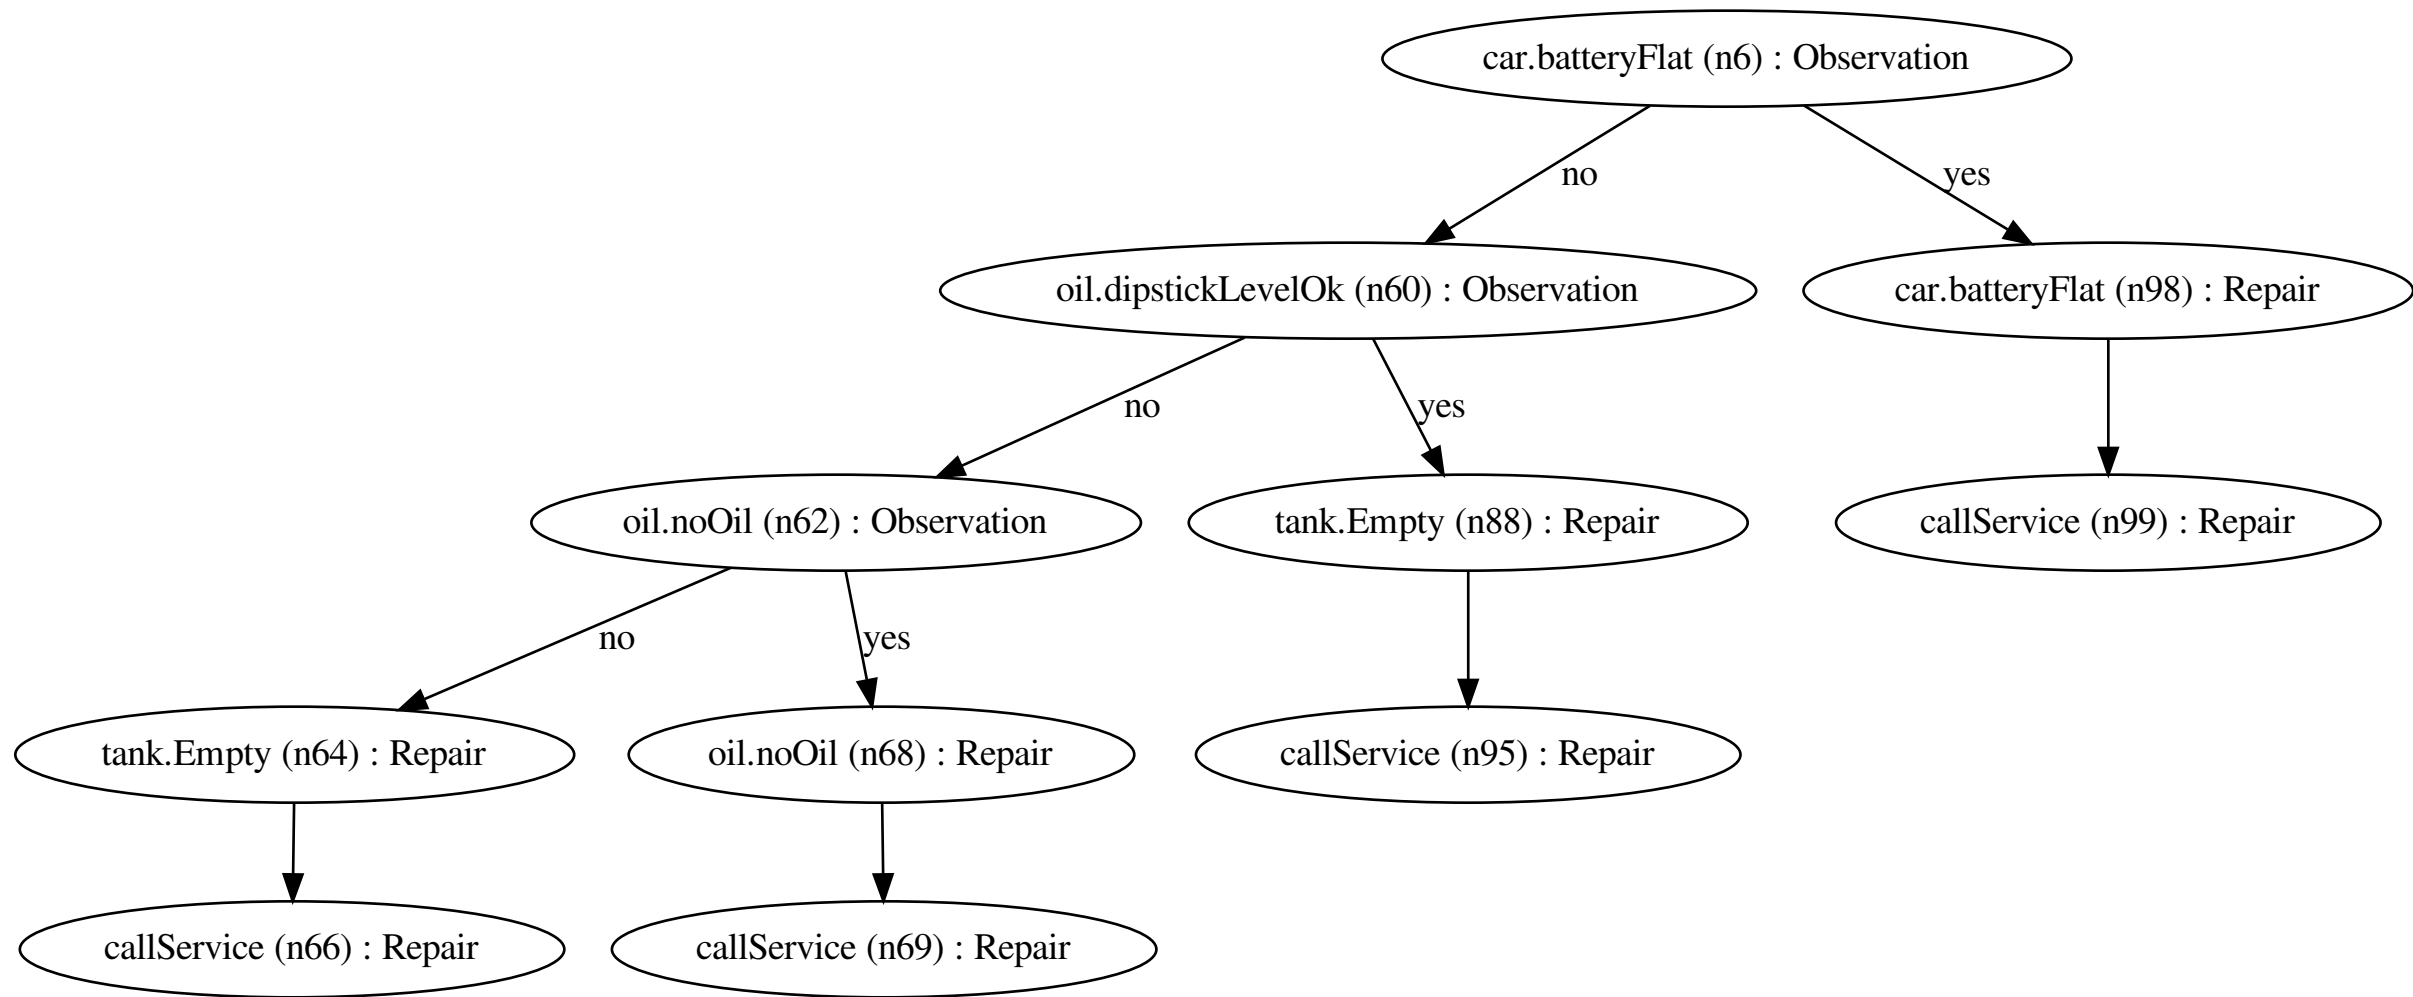 car.batteryFlat (n6) : Observation
no
yes
oil.dipstickLevelOk (n60) : Observation
car.batteryFlat (n98) : Repair
no
yes
oil.noOil (n62) : Observation
tank.Empty (n88) : Repair
callService (n99) : Repair
no
yes
tank.Empty (n64) : Repair
oil.noOil (n68) : Repair
callService (n95) : Repair
callService (n66) : Repair
callService (n69) : Repair